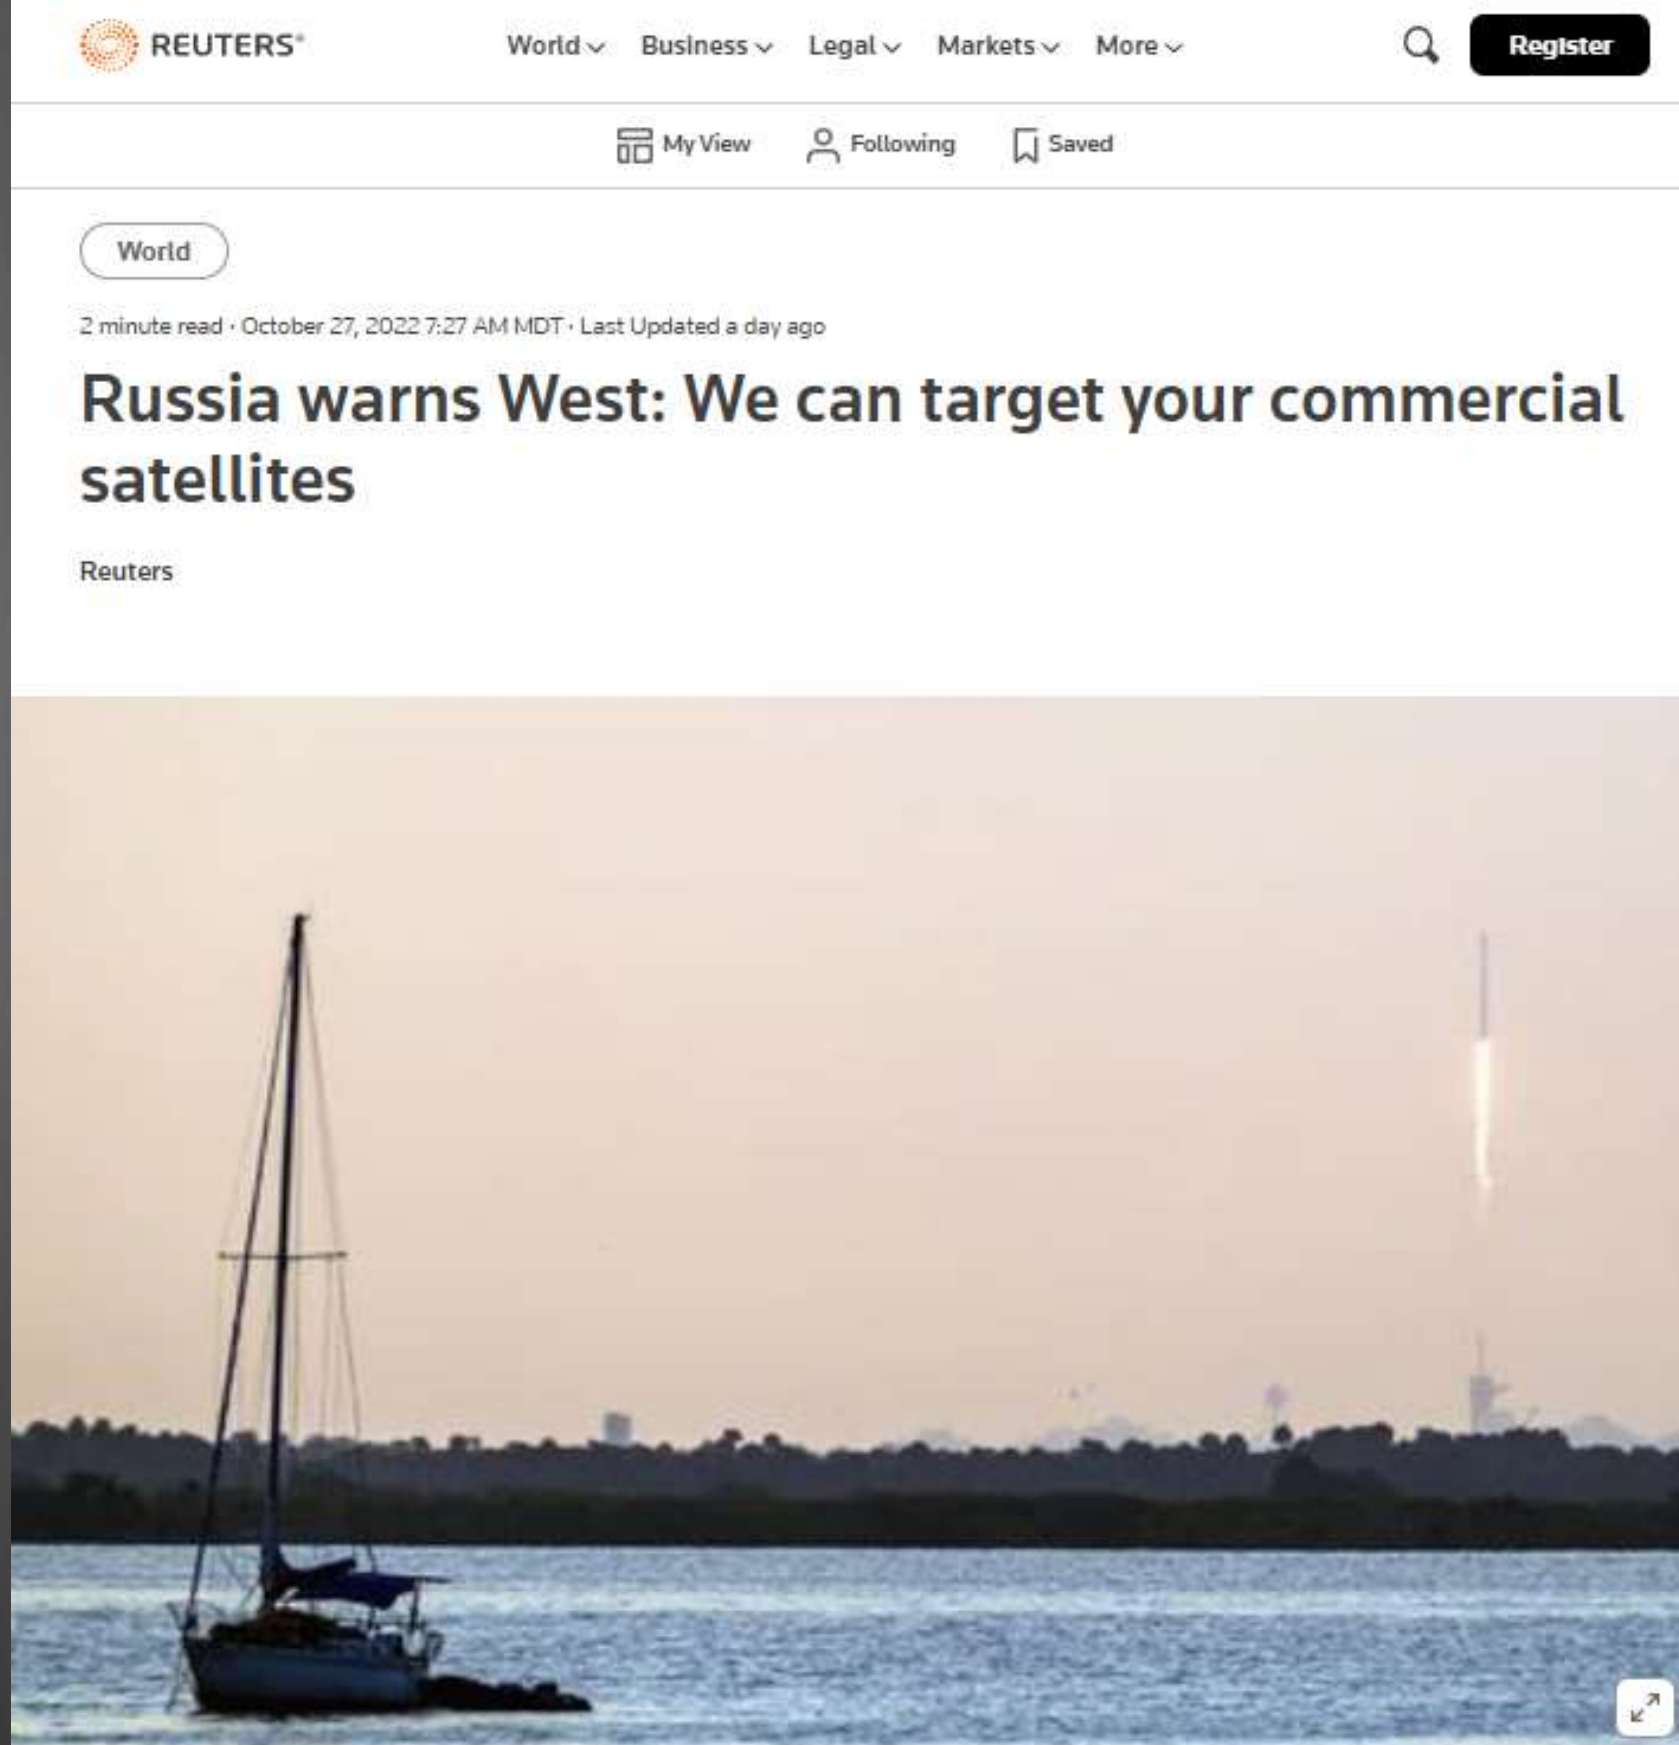 REUTERS® World Business Legal Markets More Register
My View Following Saved
World
2 minute read · October 27, 2022 7:27 AM MDT · Last Updated a day ago
Russia warns West: We can target your commercial
satellites
Reuters